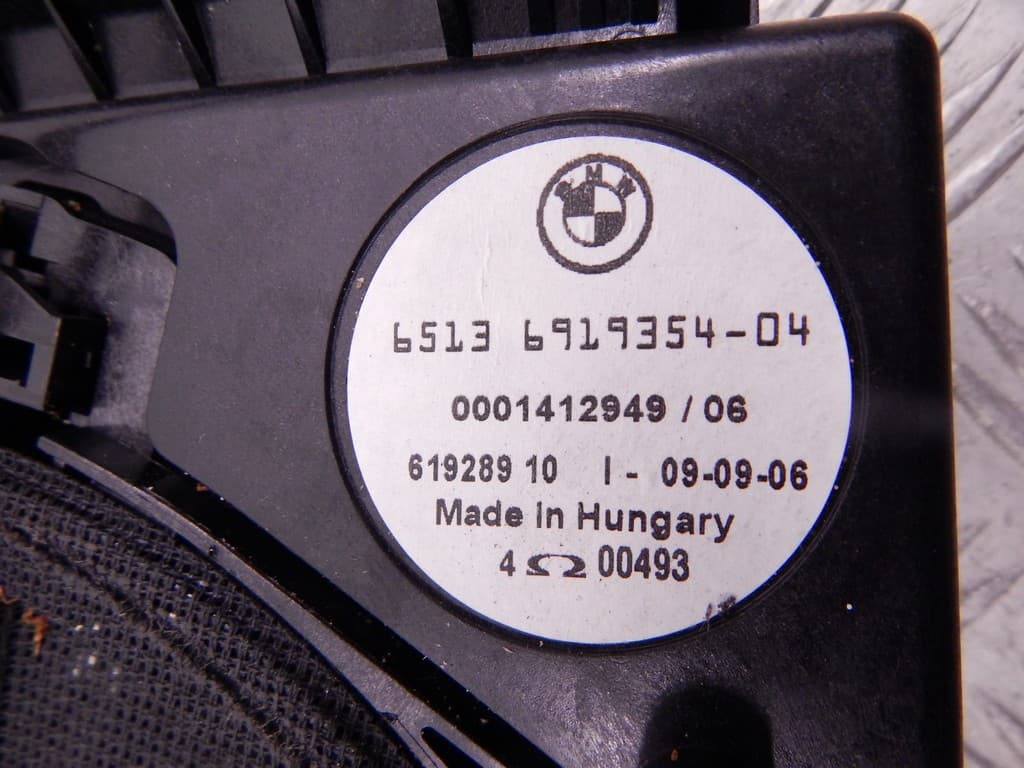 BMW
6513 6919354-04
0001412949 / 06
619289 10 I - 09-09-06
Made in Hungary
4 Ω 00493